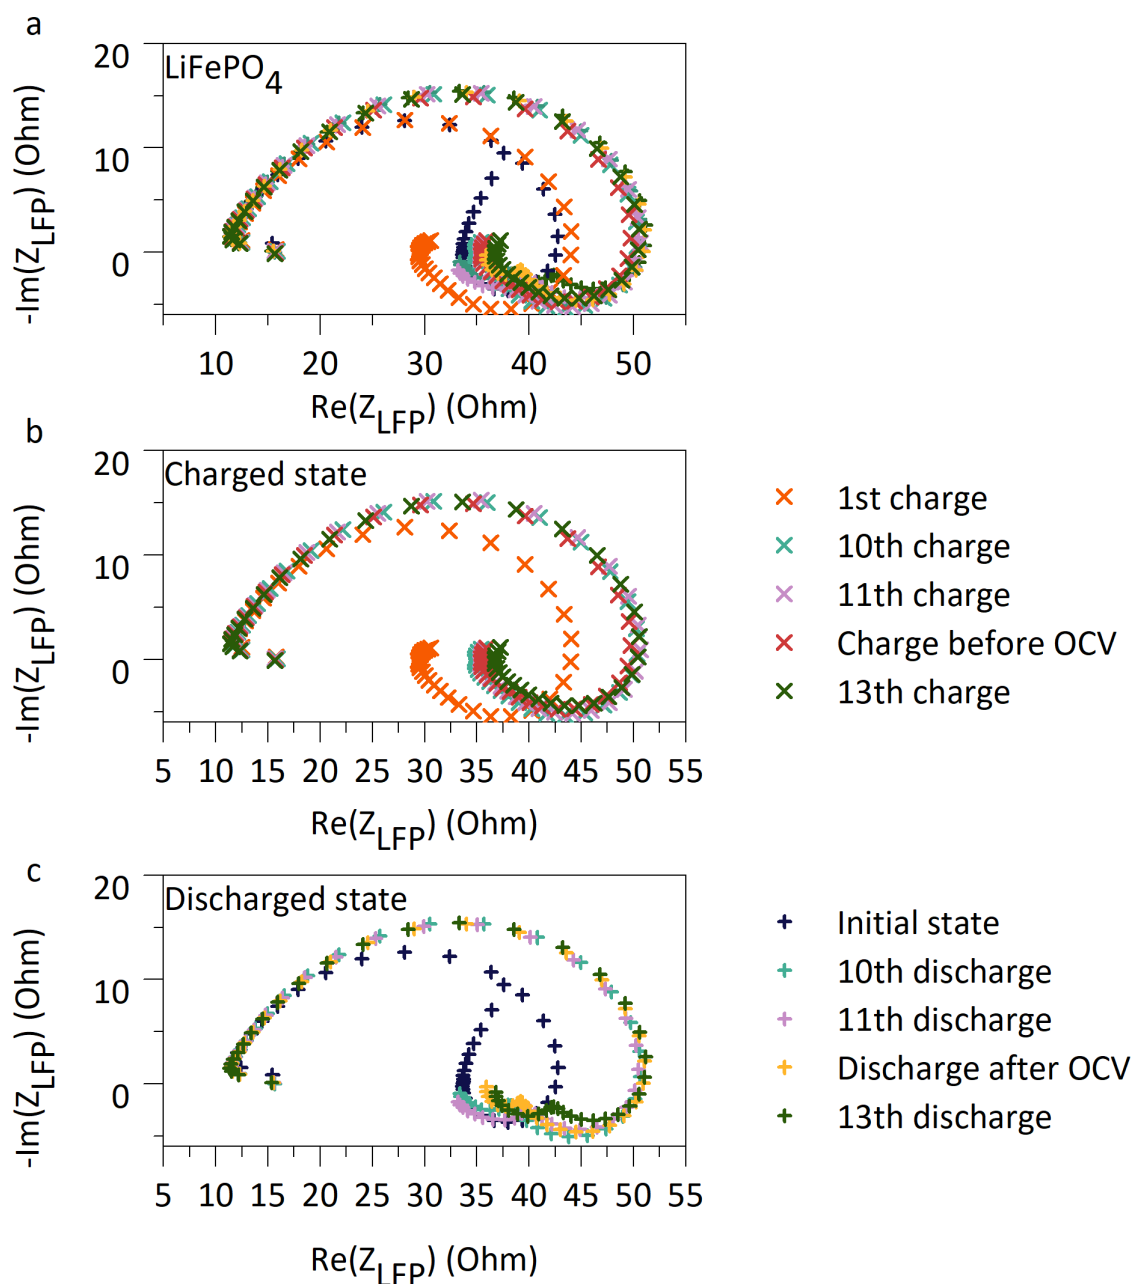 a
20
LiFePO4
10
0
-Im(ZLFP) (Ohm)
10 20 30 40 50
Re(ZLFP) (Ohm)
b
20
Charged state
10
0
-Im(ZLFP) (Ohm)
5 10 15 20 25 30 35 40 45 50 55
Re(ZLFP) (Ohm)
1st charge
10th charge
11th charge
Charge before OCV
13th charge
c
20
Discharged state
10
0
-Im(ZLFP) (Ohm)
5 10 15 20 25 30 35 40 45 50 55
Re(ZLFP) (Ohm)
Initial state
10th discharge
11th discharge
Discharge after OCV
13th discharge